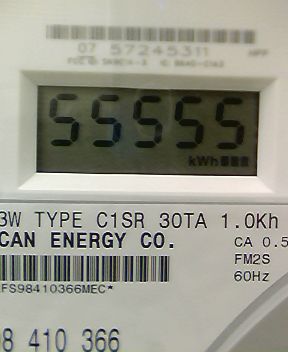 07 57245311
55555
kWh
3W TYPE C1SR 30TA 1.0Kh
CAN ENERGY CO.
CA 0.5
FM2S
60Hz
FS98410366MEC*
98 410 366